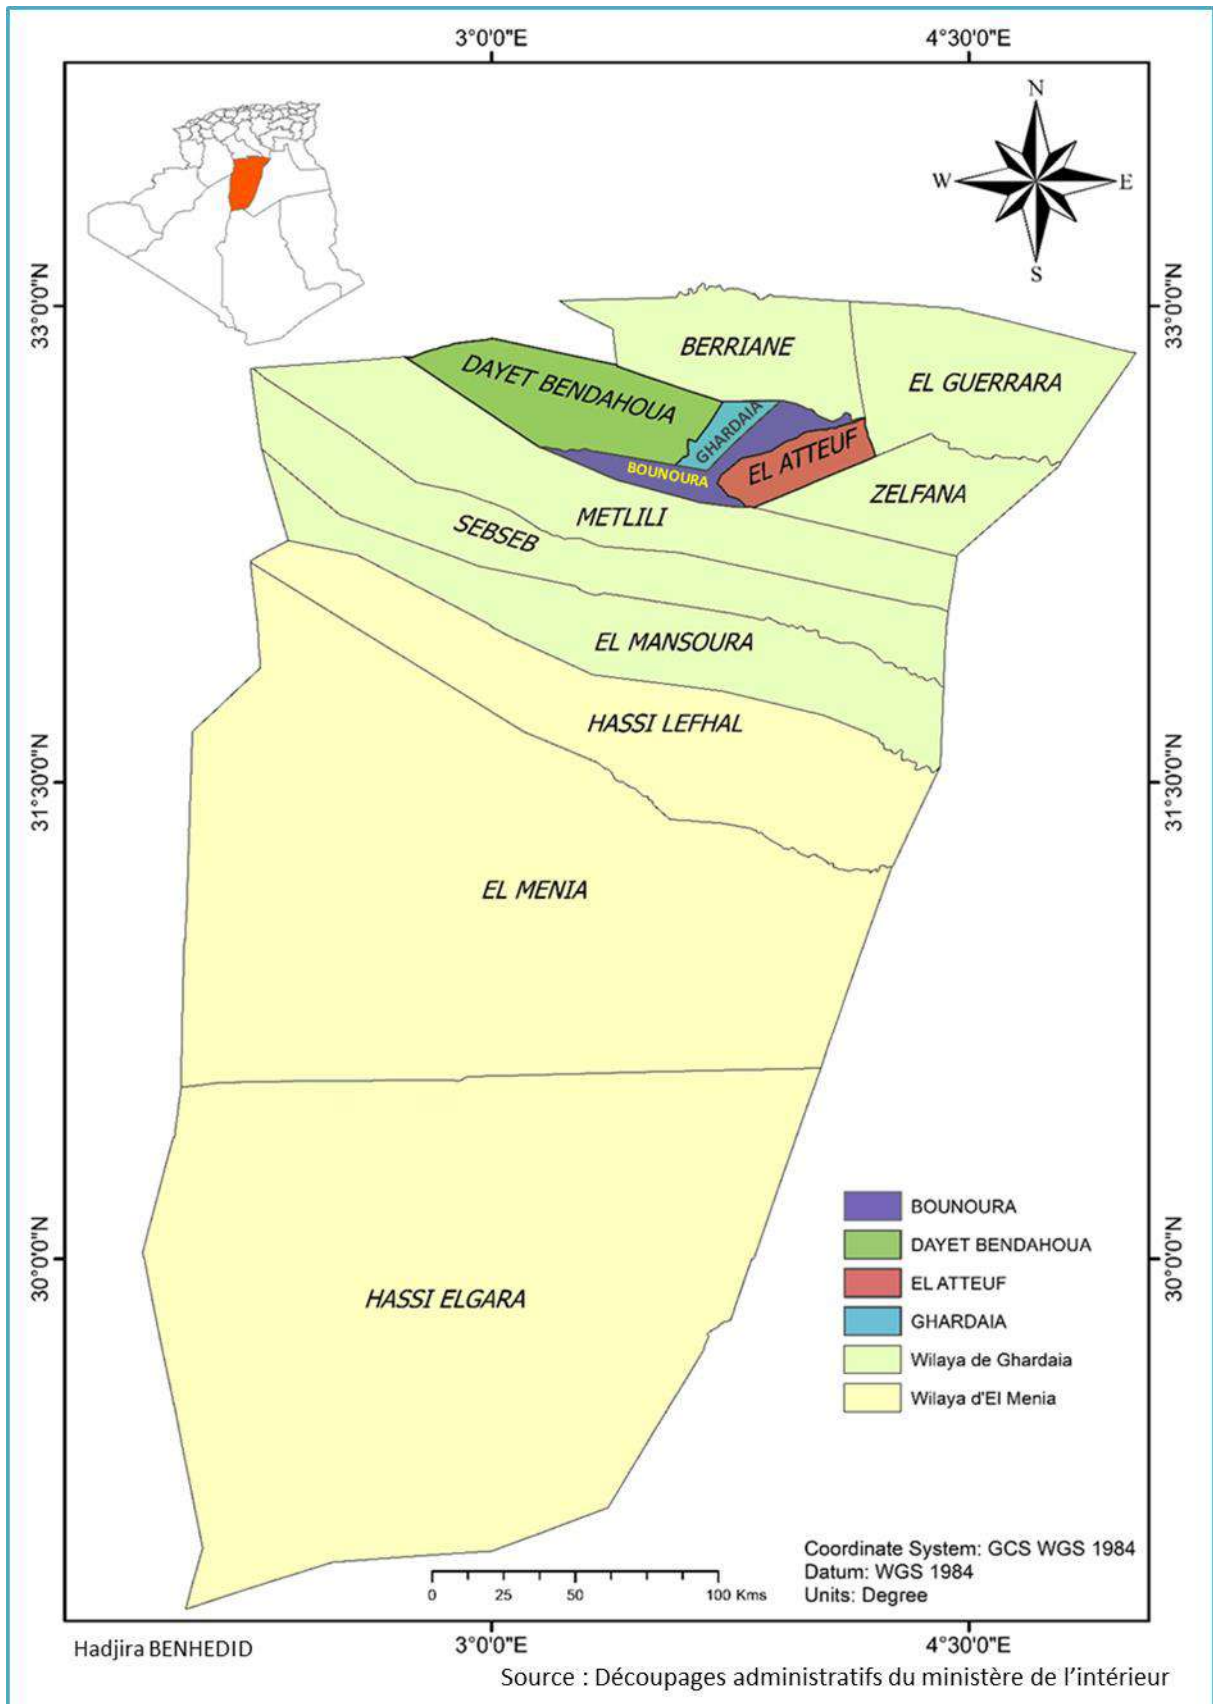 3°0'0"E
4°30'0"E
N
W
E
S
33°0'0"N
33°0'0"N
BERRIANE
DAYET BENDAHOUA
EL GUERRARA
GHARDAIA
EL ATTEUF
BOUNOURA
ZELFANA
METLILI
SEBSEB
EL MANSOURA
HASSI LEFHAL
31°30'0"N
31°30'0"N
EL MENIA
BOUNOURA
DAYET BENDAHOUA
30°0'0"N
30°0'0"N
EL ATTEUF
HASSI ELGARA
GHARDAIA
Wilaya de Ghardaia
Wilaya d'El Menia
Coordinate System: GCS WGS 1984
Datum: WGS 1984
Units: Degree
0 25 50 100 Kms
Hadjira BENHEDID
3°0'0"E
4°30'0"E
Source : Découpages administratifs du ministère de l’intérieur